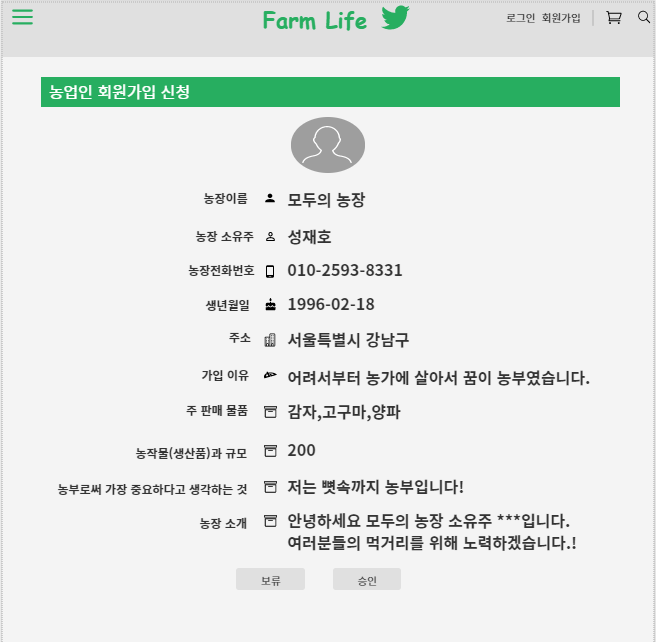 Farm Life
로그인 회원가입
농업인 회원가입 신청
농장이름 모두의 농장
농장 소유주 성재호
농장전화번호 010-2593-8331
생년월일 1996-02-18
주소 서울특별시 강남구
가입 이유 어려서부터 농가에 살아서 꿈이 농부였습니다.
주 판매 물품 감자,고구마,양파
농작물(생산품)과 규모 200
농부로써 가장 중요하다고 생각하는 것 저는 뼛속까지 농부입니다!
농장 소개 안녕하세요 모두의 농장 소유주 ***입니다.
여러분들의 먹거리를 위해 노력하겠습니다.!
보류 승인